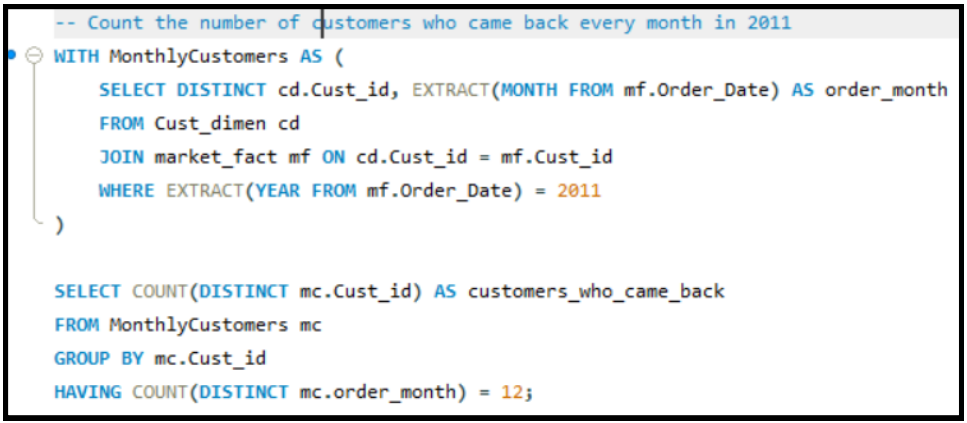 -- Count the number of customers who came back every month in 2011
WITH MonthlyCustomers AS (
SELECT DISTINCT cd.Cust_id, EXTRACT(MONTH FROM mf.Order_Date) AS order_month
FROM Cust_dimen cd
JOIN market_fact mf ON cd.Cust_id = mf.Cust_id
WHERE EXTRACT(YEAR FROM mf.Order_Date) = 2011
)
SELECT COUNT(DISTINCT mc.Cust_id) AS customers_who_came_back
FROM MonthlyCustomers mc
GROUP BY mc.Cust_id
HAVING COUNT(DISTINCT mc.order_month) = 12;